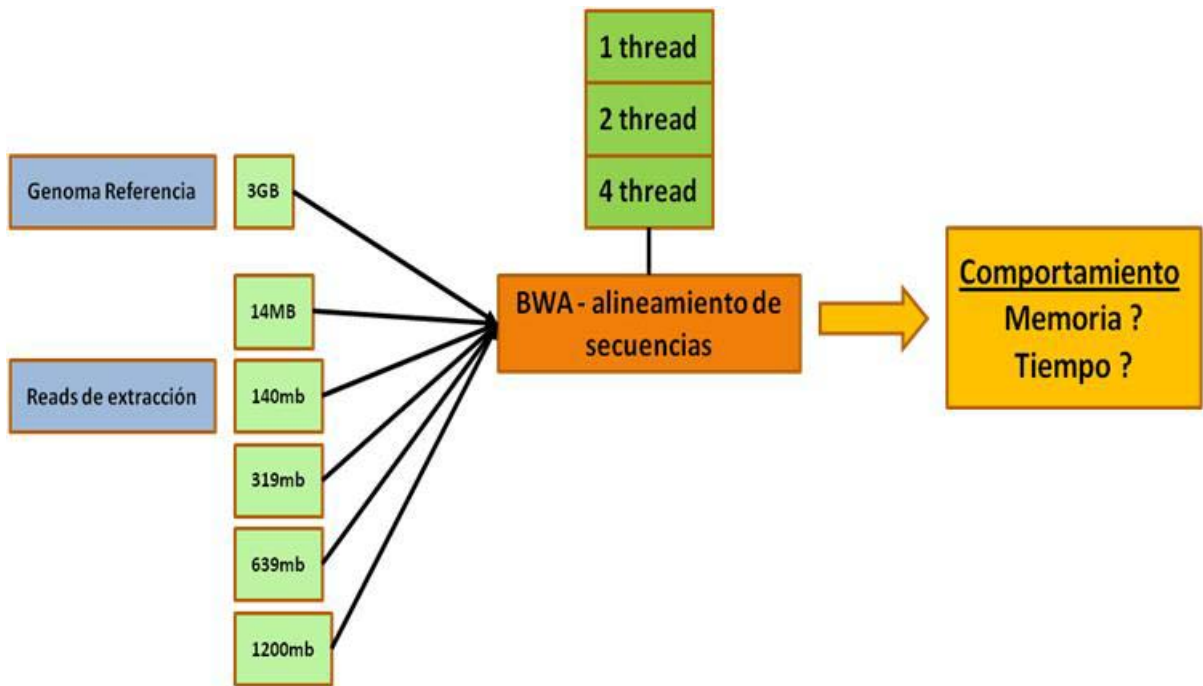 1 thread
2 thread
4 thread
Genoma Referencia
3GB
14MB
Reads de extracción
140mb
319mb
639mb
1200mb
BWA - alineamiento de
secuencias
Comportamiento
Memoria ?
Tiempo ?